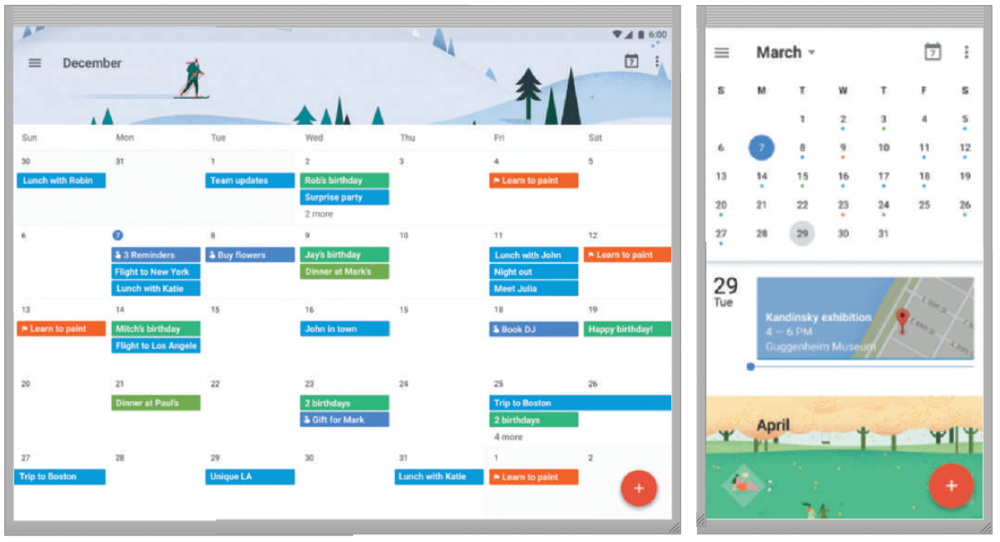 6:00
December
7
Sun Mon Tue Wed Thu Fri Sat
30 31 1 2 3 4 5
Lunch with Robin Team updates Rob's birthday Learn to paint
Surprise party
2 more
6 7 8 9 10 11 12
3 Reminders Buy flowers Jay's birthday Lunch with John Learn to paint
Flight to New York Dinner at Mark's Night out
Lunch with Katie Meet Julia
13 14 15 16 15 18 19
Learn to paint Mitch's birthday John in town Book DJ Happy birthday!
Flight to Los Angele
20 21 22 23 24 25 26
Dinner at Paul's 2 birthdays Trip to Boston
Gift for Mark 2 birthdays
4 more
27 28 29 30 31 1 2
Trip to Boston Unique LA Lunch with Katie Learn to paint
+
March
7
S M T W T F S
1 2 3 4 5
6 7 8 9 10 11 12
13 14 15 16 17 18 19
20 21 22 23 24 25 26
27 28 29 30 31
29
Tue
Kandinsky exhibition
4 – 6 PM
Guggenheim Museum
April
+